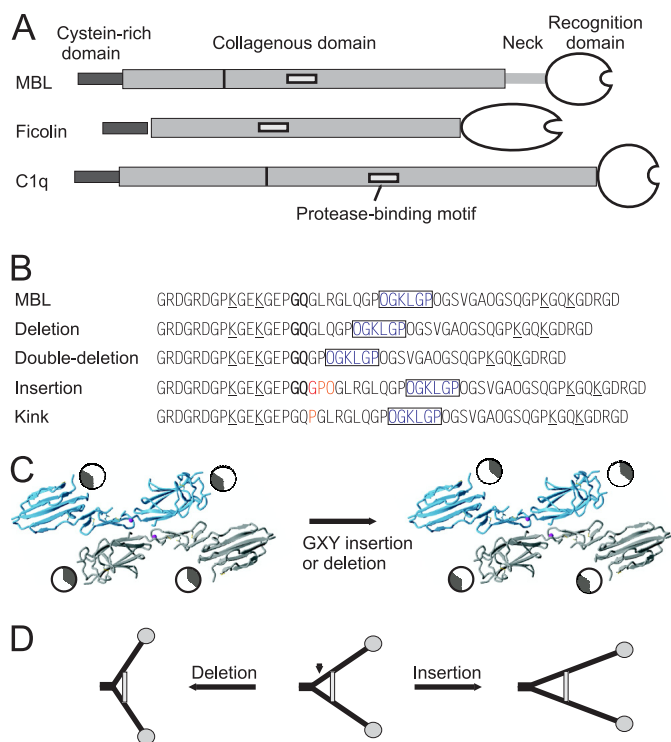 A
Cystein-rich
domain
Collagenous domain
Neck
Recognition
domain
MBL
Ficolin
C1q
Protease-binding motif
B
MBL GRDGRDGPKGEKGEPGQGLRGLQGPOGKLGPOGSVGAOGSQGPKGQKGDRGD
Deletion GRDGRDGPKGEKGEPGQGLQGPOGKLGPOGSVGAOGSQGPKGQKGDRGD
Double-deletion GRDGRDGPKGEKGEPGQGPOGKLGPOGSVGAOGSQGPKGQKGDRGD
Insertion GRDGRDGPKGEKGEPGQGPOGLRGLQGPOGKLGPOGSVGAOGSQGPKGQKGDRGD
Kink GRDGRDGPKGEKGEPGQPGLRGLQGPOGKLGPOGSVGAOGSQGPKGQKGDRGD
C
GXY insertion
or deletion
D
Deletion
Insertion